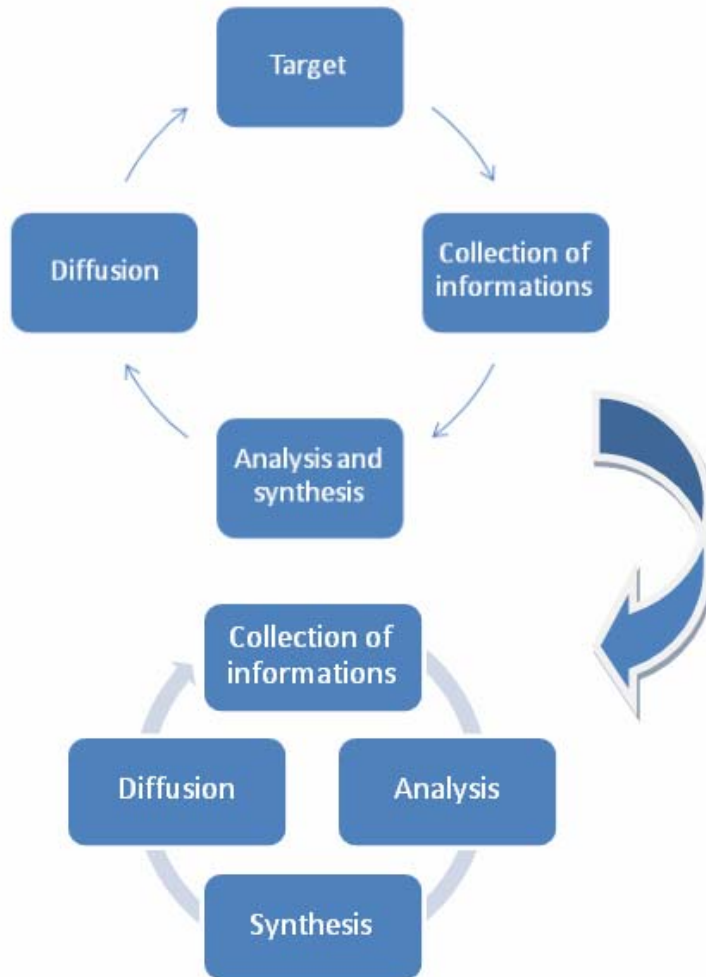 Target
Diffusion
Collection of
informations
Analysis and
synthesis
Collection of
informations
Diffusion
Analysis
Synthesis